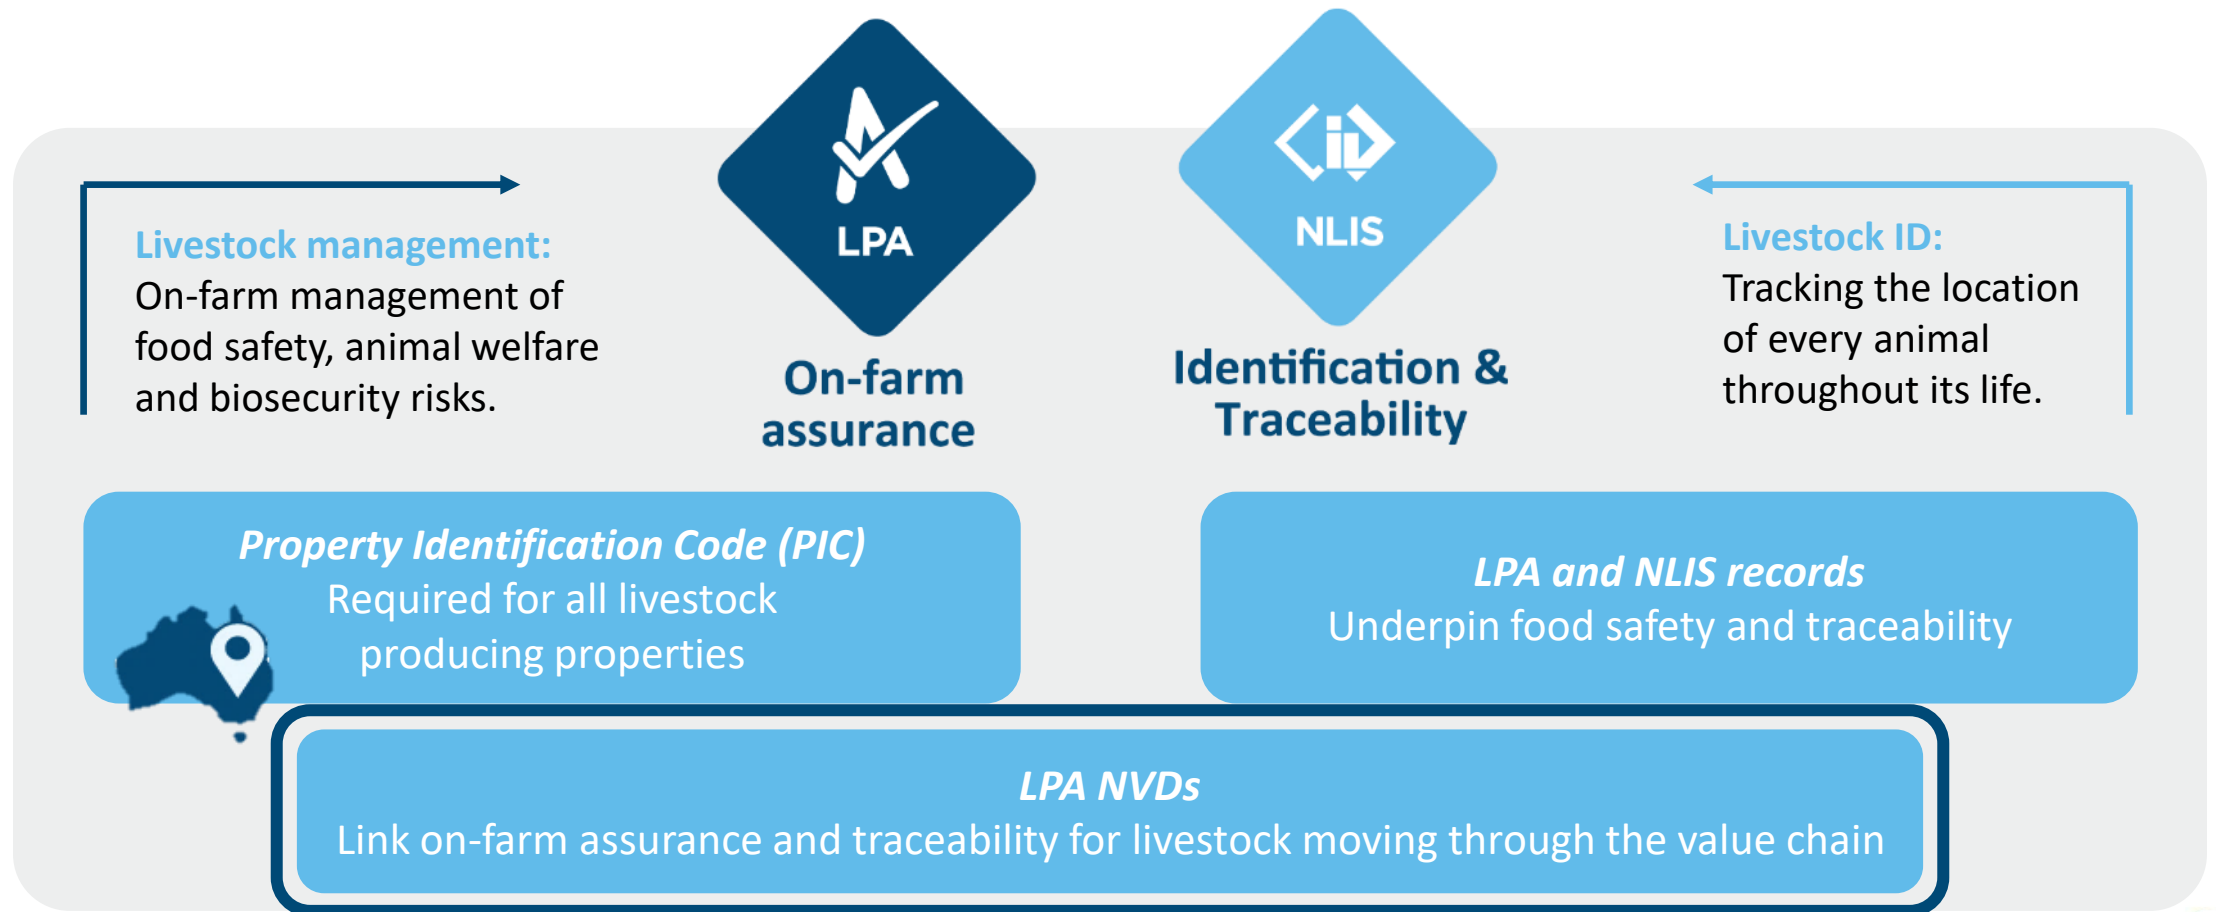 LPA
NLIS
Livestock management:
On-farm management of
food safety, animal welfare
and biosecurity risks.
On-farm
assurance
Identification &
Traceability
Livestock ID:
Tracking the location
of every animal
throughout its life.
Property Identification Code (PIC)
Required for all livestock
producing properties
LPA and NLIS records
Underpin food safety and traceability
LPA NVDs
Link on-farm assurance and traceability for livestock moving through the value chain